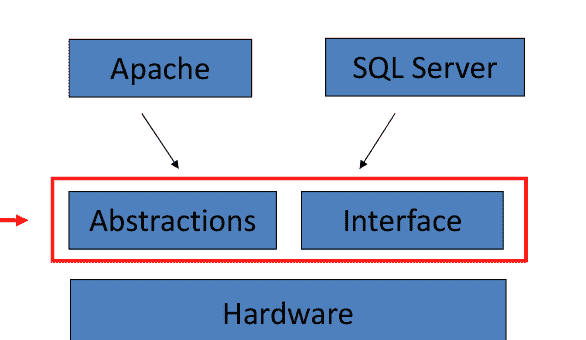 Apache
SQL Server
Abstractions
Interface
Hardware